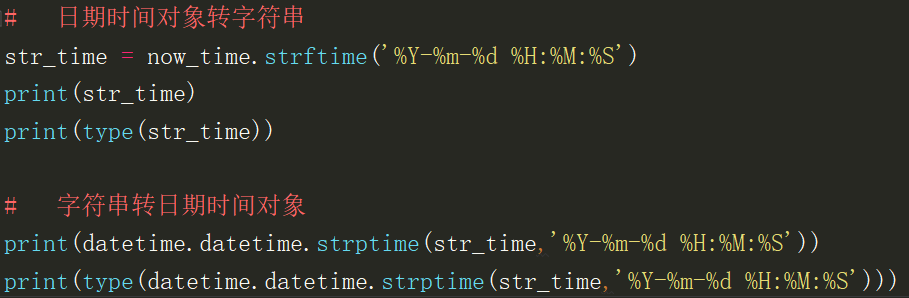 #   日期时间对象转字符串
str_time = now_time.strftime('%Y-%m-%d %H:%M:%S')
print(str_time)
print(type(str_time))
#   字符串转日期时间对象
print(datetime.datetime.strptime(str_time,'%Y-%m-%d %H:%M:%S'))
print(type(datetime.datetime.strptime(str_time,'%Y-%m-%d %H:%M:%S')))